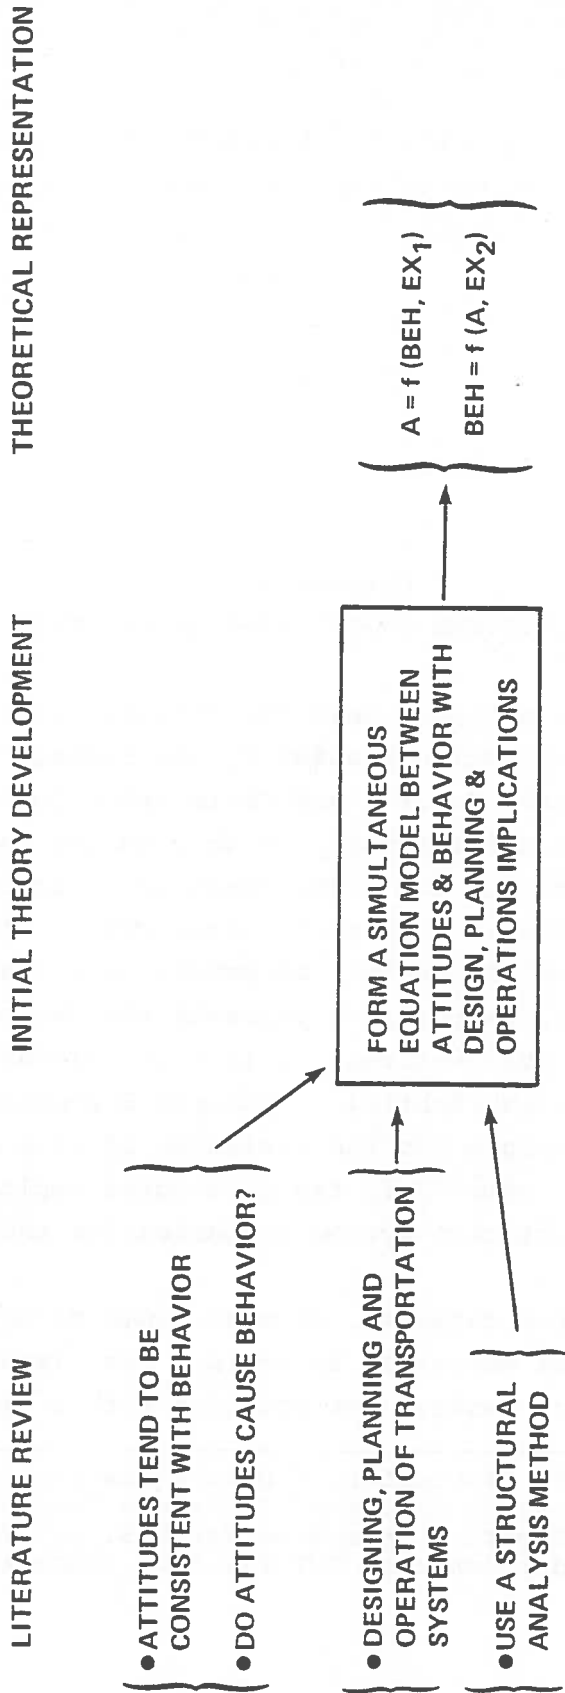 LITERATURE REVIEW
● ATTITUDES TEND TO BE
CONSISTENT WITH BEHAVIOR
● DO ATTITUDES CAUSE BEHAVIOR?
● DESIGNING, PLANNING AND
OPERATION OF TRANSPORTATION
SYSTEMS
● USE A STRUCTURAL
ANALYSIS METHOD
INITIAL THEORY DEVELOPMENT
FORM A SIMULTANEOUS
EQUATION MODEL BETWEEN
ATTITUDES & BEHAVIOR WITH
DESIGN, PLANNING &
OPERATIONS IMPLICATIONS
THEORETICAL REPRESENTATION
A = f (BEH, EX₁)
BEH = f (A, EX₂)